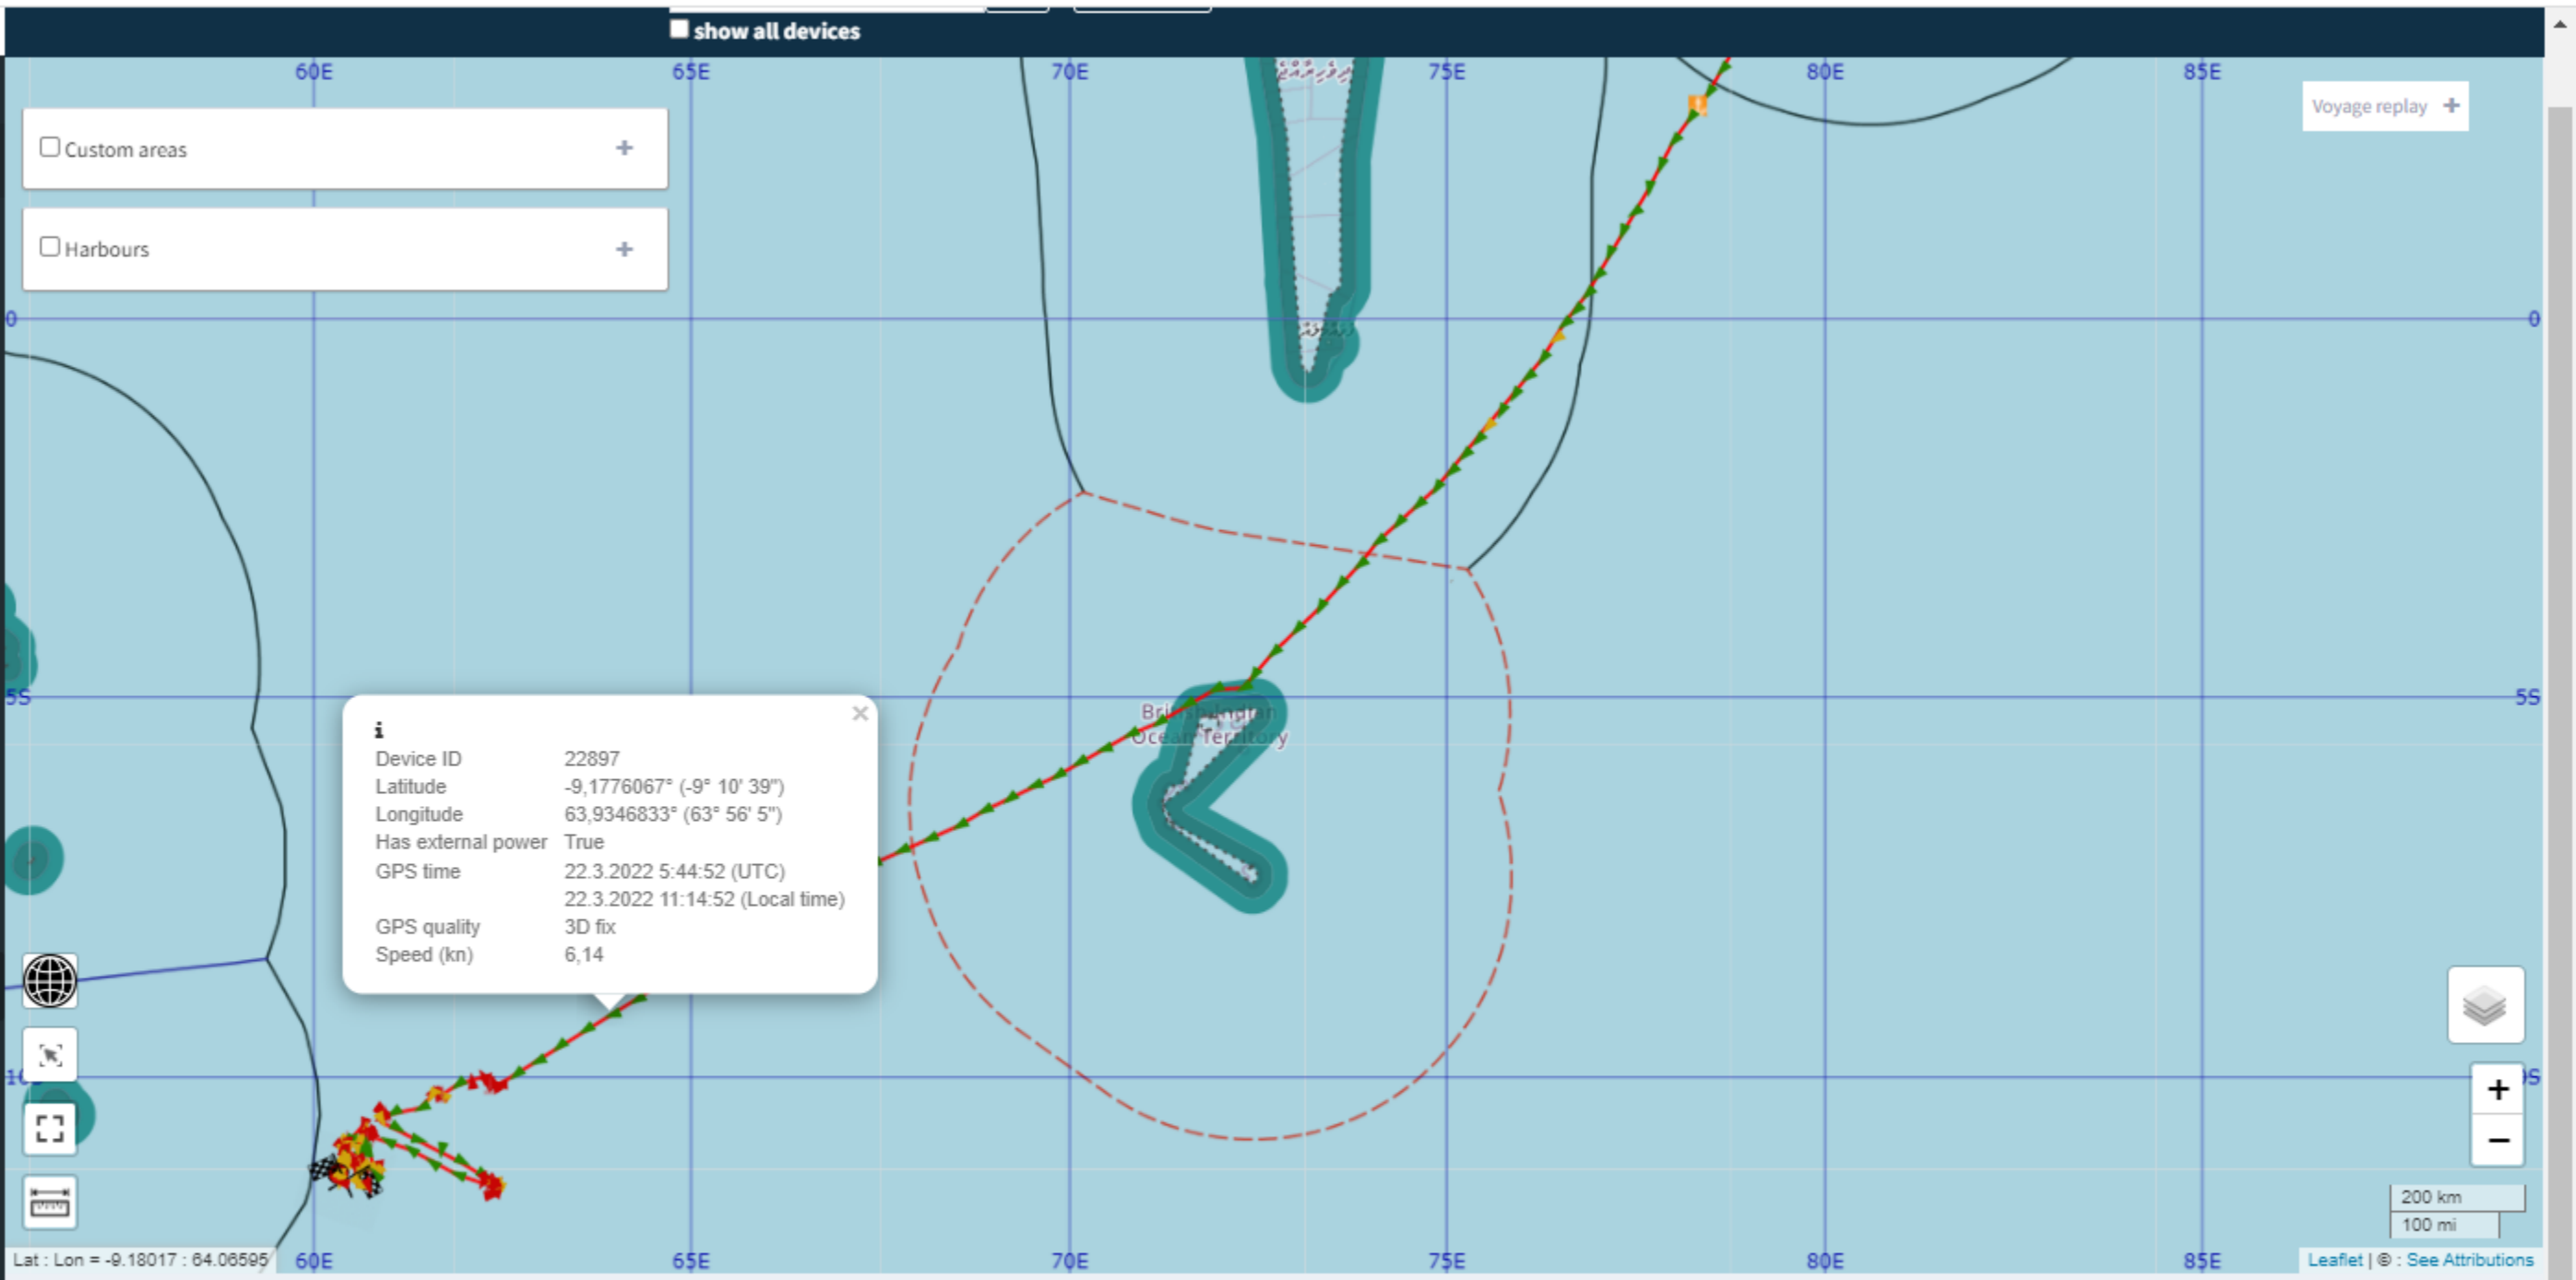 show all devices
60E 65E 70E 75E 80E 85E
ދިވެހިރާއްޖެ
Custom areas +
Voyage replay +
Harbours +
0 0
5S 5S
British Indian
Ocean Territory
i ×
Device ID 22897
Latitude -9,1776067° (-9° 10' 39")
Longitude 63,9346833° (63° 56' 5")
Has external power True
GPS time 22.3.2022 5:44:52 (UTC)
22.3.2022 11:14:52 (Local time)
GPS quality 3D fix
Speed (kn) 6,14
+
−
200 km
100 mi
Lat : Lon = -9.18017 : 64.06595
60E 65E 70E 75E 80E 85E
Leaflet | © : See Attributions